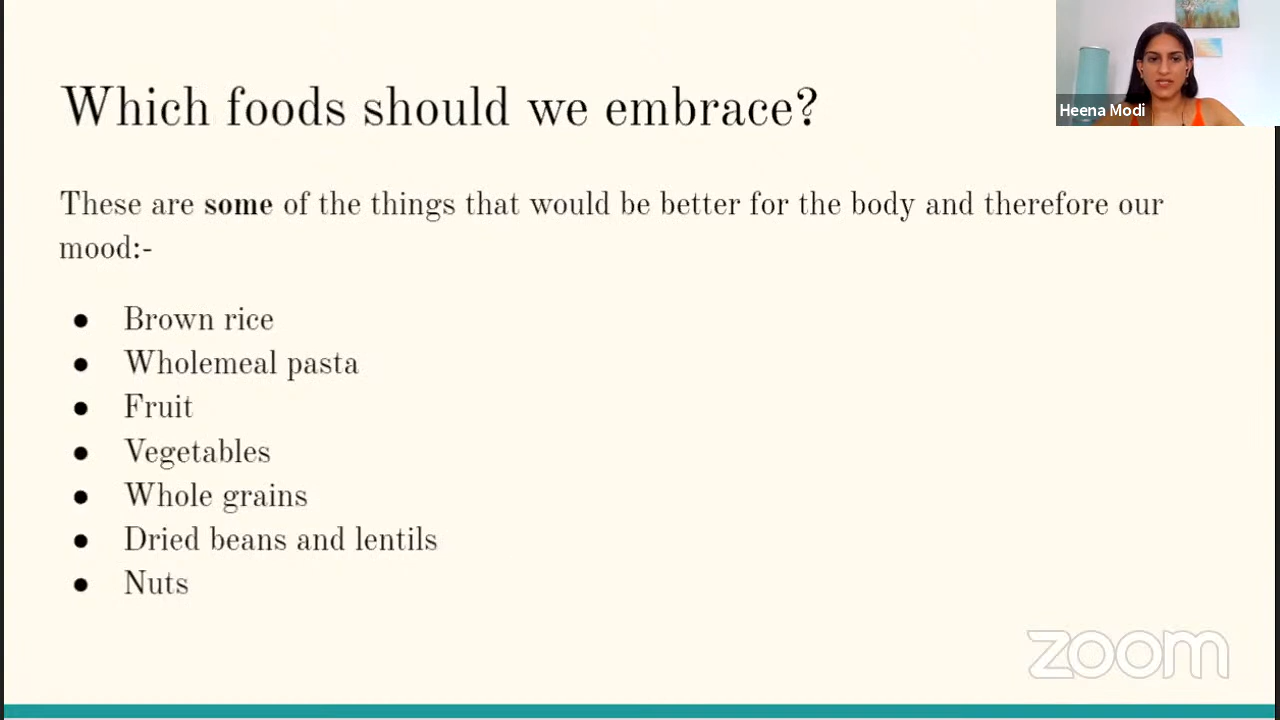 Which foods should we embrace?
Heena Modi
These are some of the things that would be better for the body and therefore our
mood:-
● Brown rice
● Wholemeal pasta
● Fruit
● Vegetables
● Whole grains
● Dried beans and lentils
● Nuts
zoom